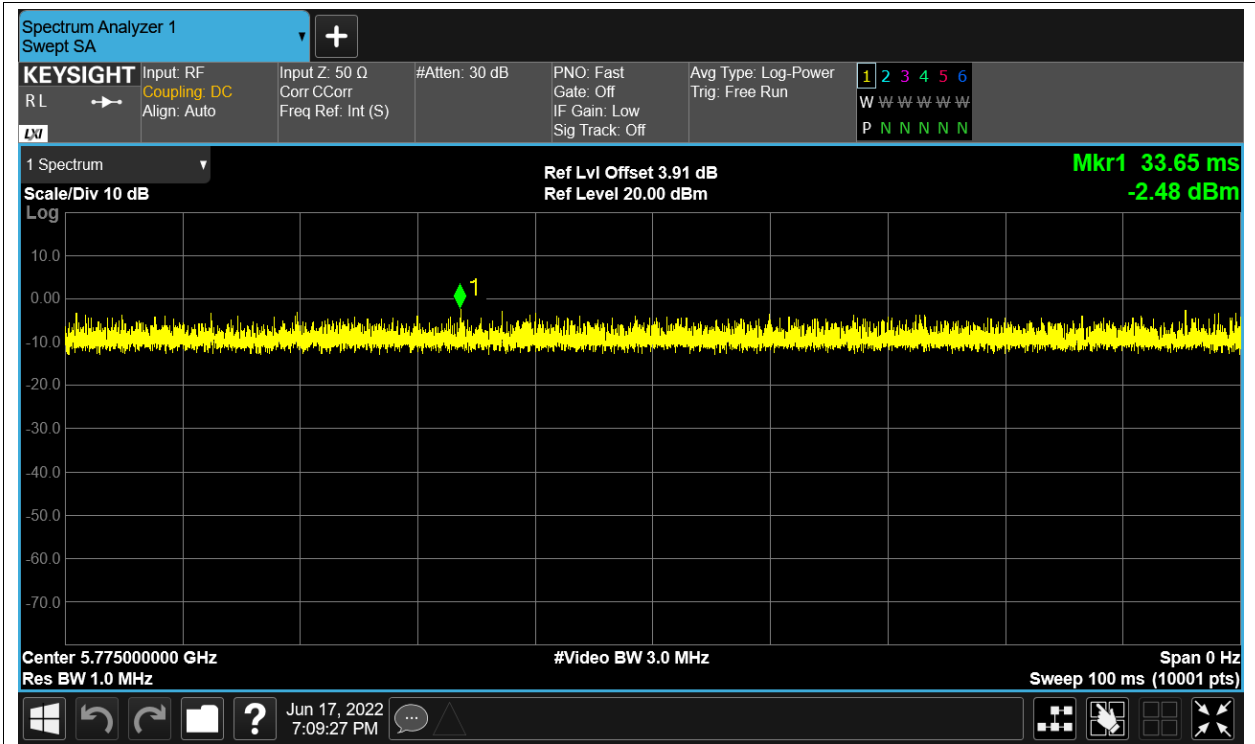 Spectrum Analyzer 1
Swept SA
KEYSIGHT
R L
LXI
Input: RF
Coupling: DC
Align: Auto
Input Z: 50 Ω
Corr CCorr
Freq Ref: Int (S)
#Atten: 30 dB
PNO: Fast
Gate: Off
IF Gain: Low
Sig Track: Off
Avg Type: Log-Power
Trig: Free Run
1 2 3 4 5 6
W W W W W W
P N N N N N
1 Spectrum
Scale/Div 10 dB
Ref Lvl Offset 3.91 dB
Ref Level 20.00 dBm
Mkr1 33.65 ms
-2.48 dBm
Log
10.0
0.00
-10.0
-20.0
-30.0
-40.0
-50.0
-60.0
-70.0
1
Center 5.775000000 GHz
Res BW 1.0 MHz
#Video BW 3.0 MHz
Span 0 Hz
Sweep 100 ms (10001 pts)
?
Jun 17, 2022
7:09:27 PM